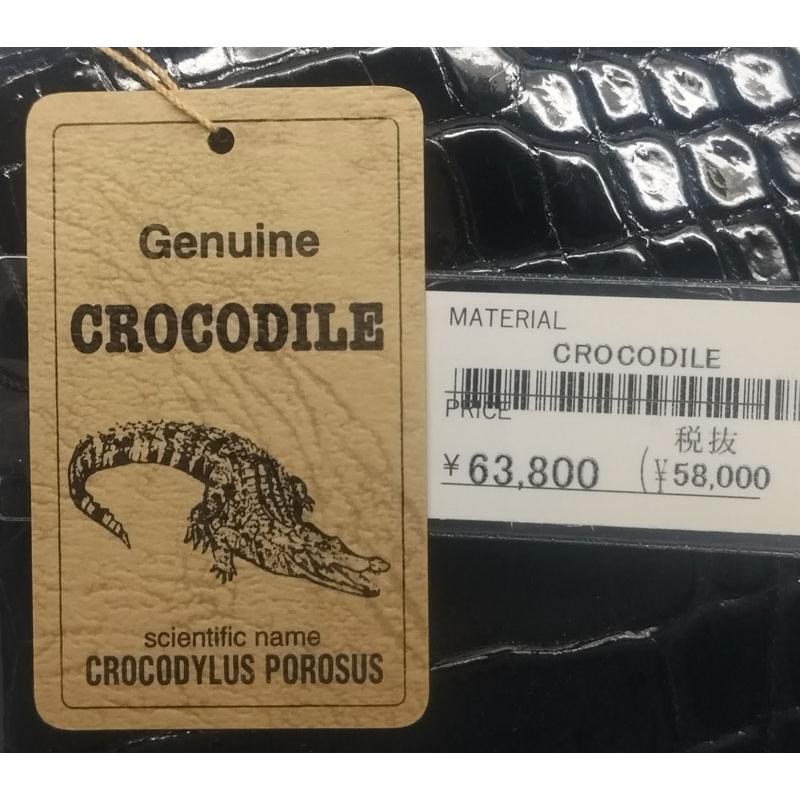 Genuine
CROCODILE
scientific name
CROCODYLUS POROSUS
MATERIAL
CROCODILE
PRICE
税抜
¥63,800 (¥58,000